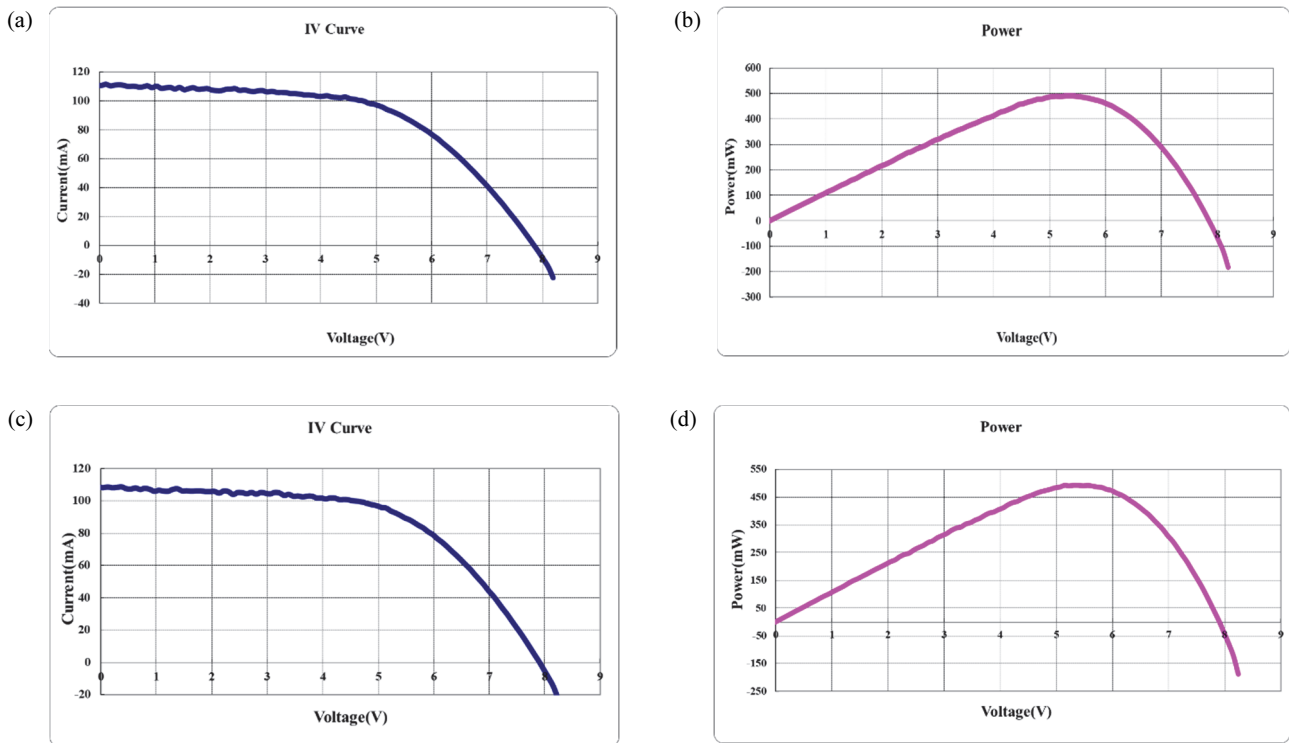 (a)
IV Curve
120
100
80
60
40
20
0
-20
-40
Current(mA)
0 1 2 3 4 5 6 7 8 9
Voltage(V)
(b)
Power
600
500
400
300
200
100
0
-100
-200
-300
Power(mW)
0 1 2 3 4 5 6 7 8 9
Voltage(V)
(c)
IV Curve
120
100
80
60
40
20
0
-20
Current(mA)
0 1 2 3 4 5 6 7 8 9
Voltage(V)
(d)
Power
550
450
350
250
150
50
-50
-150
-250
Power(mW)
0 1 2 3 4 5 6 7 8 9
Voltage(V)